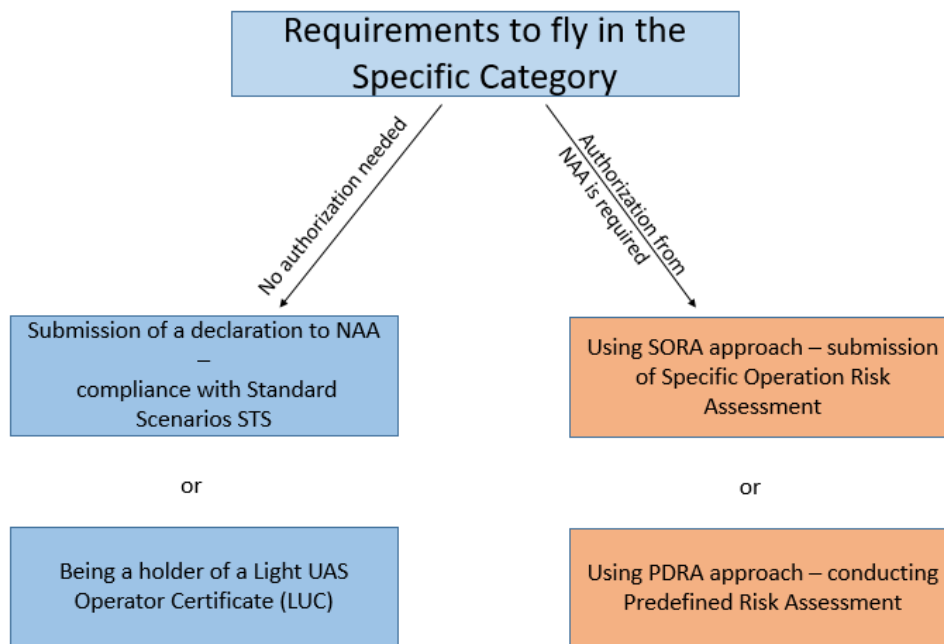 Requirements to fly in the
Specific Category
No authorization needed
Authorization from
NAA is required
Submission of a declaration to NAA
–
compliance with Standard
Scenarios STS
Using SORA approach – submission
of Specific Operation Risk
Assessment
or
or
Being a holder of a Light UAS
Operator Certificate (LUC)
Using PDRA approach – conducting
Predefined Risk Assessment